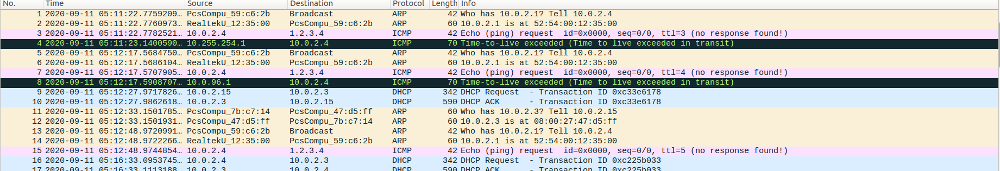 No. Time Source Destination Protocol Length Info
1 2020-09-11 05:11:22.7759209… PcsCompu_59:c6:2b Broadcast ARP 42 Who has 10.0.2.1? Tell 10.0.2.4
2 2020-09-11 05:11:22.7760973… RealtekU_12:35:00 PcsCompu_59:c6:2b ARP 60 10.0.2.1 is at 52:54:00:12:35:00
3 2020-09-11 05:11:22.7782521… 10.0.2.4 1.2.3.4 ICMP 42 Echo (ping) request id=0x0000, seq=0/0, ttl=3 (no response found!)
4 2020-09-11 05:11:23.1400590… 10.255.254.1 10.0.2.4 ICMP 70 Time-to-live exceeded (Time to live exceeded in transit)
5 2020-09-11 05:12:17.5684750… PcsCompu_59:c6:2b Broadcast ARP 42 Who has 10.0.2.1? Tell 10.0.2.4
6 2020-09-11 05:12:17.5686104… RealtekU_12:35:00 PcsCompu_59:c6:2b ARP 60 10.0.2.1 is at 52:54:00:12:35:00
7 2020-09-11 05:12:17.5707905… 10.0.2.4 1.2.3.4 ICMP 42 Echo (ping) request id=0x0000, seq=0/0, ttl=4 (no response found!)
8 2020-09-11 05:12:17.5908707… 10.0.96.1 10.0.2.4 ICMP 70 Time-to-live exceeded (Time to live exceeded in transit)
9 2020-09-11 05:12:27.9717826… 10.0.2.15 10.0.2.3 DHCP 342 DHCP Request - Transaction ID 0xc33e6178
10 2020-09-11 05:12:27.9862618… 10.0.2.3 10.0.2.15 DHCP 590 DHCP ACK - Transaction ID 0xc33e6178
11 2020-09-11 05:12:33.1501785… PcsCompu_7b:c7:14 PcsCompu_47:d5:ff ARP 60 Who has 10.0.2.3? Tell 10.0.2.15
12 2020-09-11 05:12:33.1501931… PcsCompu_47:d5:ff PcsCompu_7b:c7:14 ARP 60 10.0.2.3 is at 08:00:27:47:d5:ff
13 2020-09-11 05:12:48.9720991… PcsCompu_59:c6:2b Broadcast ARP 42 Who has 10.0.2.1? Tell 10.0.2.4
14 2020-09-11 05:12:48.9722266… RealtekU_12:35:00 PcsCompu_59:c6:2b ARP 60 10.0.2.1 is at 52:54:00:12:35:00
15 2020-09-11 05:12:48.9744854… 10.0.2.4 1.2.3.4 ICMP 42 Echo (ping) request id=0x0000, seq=0/0, ttl=5 (no response found!)
16 2020-09-11 05:16:33.0953745… 10.0.2.4 10.0.2.3 DHCP 342 DHCP Request - Transaction ID 0xc225b033
17 2020-09-11 05:16:33.1113188… 10.0.2.3 10.0.2.4 DHCP 590 DHCP ACK - Transaction ID 0xc225b033